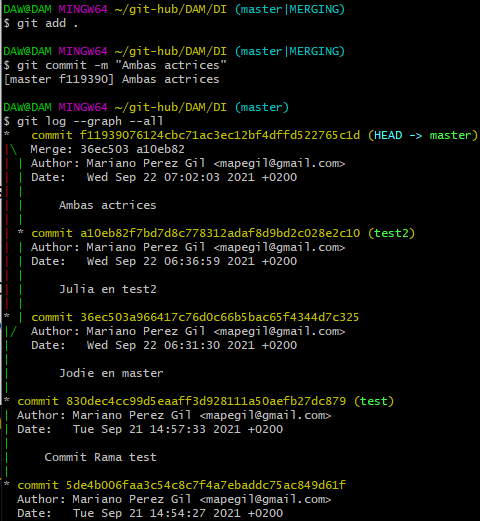 DAW@DAM MINGW64 ~/git-hub/DAM/DI (master|MERGING)
$ git add .
DAW@DAM MINGW64 ~/git-hub/DAM/DI (master|MERGING)
$ git commit -m "Ambas actrices"
[master f119390] Ambas actrices
DAW@DAM MINGW64 ~/git-hub/DAM/DI (master)
$ git log --graph --all
*   commit f11939076124cbc71ac3ec12bf4dffd522765c1d (HEAD -> master)
|\  Merge: 36ec503 a10eb82
| | Author: Mariano Perez Gil <mapegil@gmail.com>
| | Date:   Wed Sep 22 07:02:03 2021 +0200
| |
| |     Ambas actrices
| |
| * commit a10eb82f7bd7d8c778312adaf8d9bd2c028e2c10 (test2)
| | Author: Mariano Perez Gil <mapegil@gmail.com>
| | Date:   Wed Sep 22 06:36:59 2021 +0200
| |
| |     Julia en test2
| |
* | commit 36ec503a966417c76d0c66b5bac65f4344d7c325
|/  Author: Mariano Perez Gil <mapegil@gmail.com>
|   Date:   Wed Sep 22 06:31:30 2021 +0200
|
|       Jodie en master
|
* commit 830dec4cc99d5eaaff3d928111a50aefb27dc879 (test)
| Author: Mariano Perez Gil <mapegil@gmail.com>
| Date:   Tue Sep 21 14:57:33 2021 +0200
|
|     Commit Rama test
|
* commit 5de4b006faa3c54c8c7f4a7ebaddc75ac849d61f
| Author: Mariano Perez Gil <mapegil@gmail.com>
| Date:   Tue Sep 21 14:54:27 2021 +0200